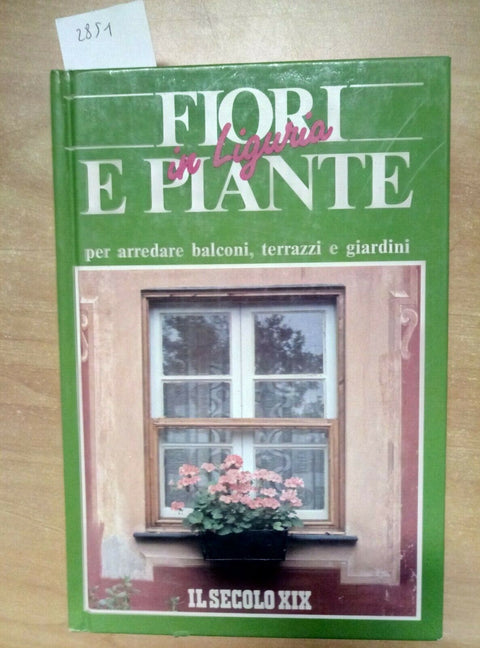 2851
FIORI
in Liguria
E PIANTE
per arredare balconi, terrazzi e giardini
IL SECOLO XIX